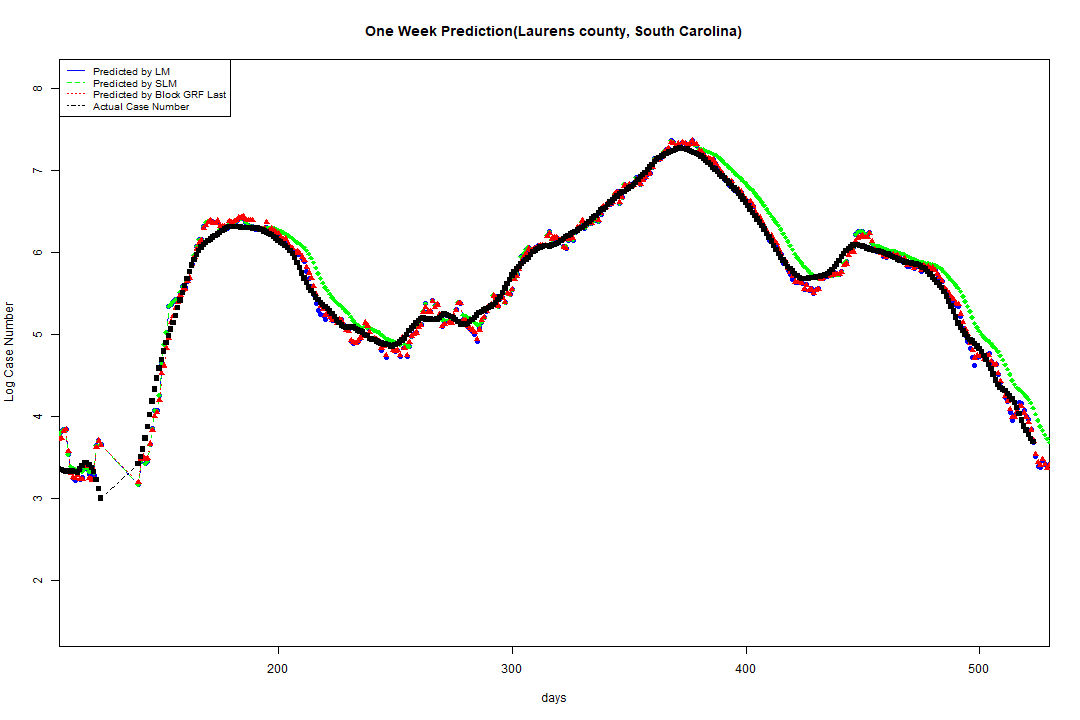 One Week Prediction(Laurens county, South Carolina)
Predicted by LM
Predicted by SLM
Predicted by Block GRF Last
Actual Case Number
Log Case Number
8
7
6
5
4
3
2
200 300 400 500
days